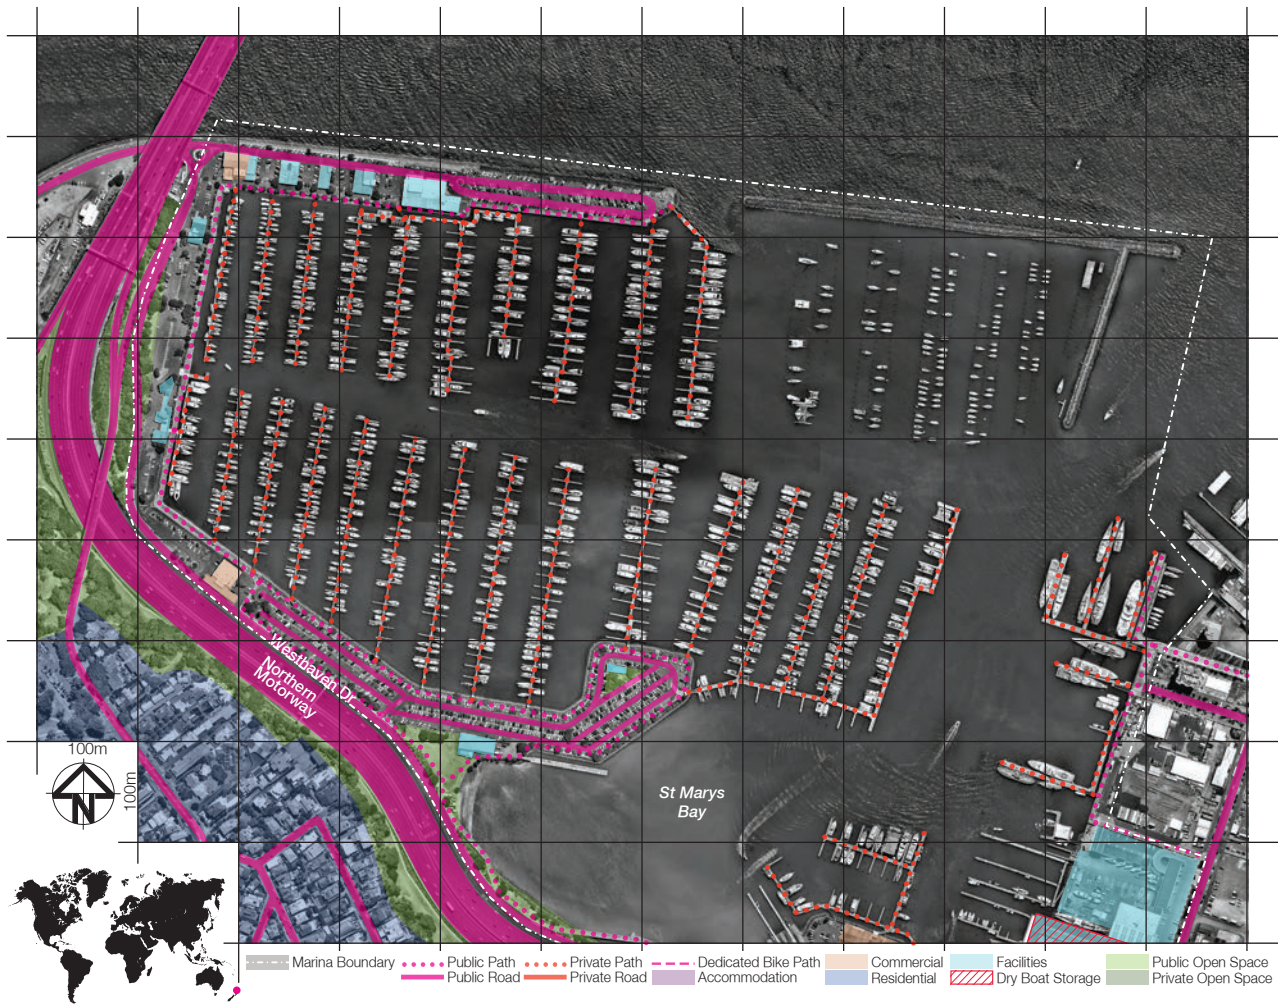 Westhaven Dr
Northern
Motorway
100m
100m
N
St Marys
Bay
Marina Boundary
Public Path
Private Path
Dedicated Bike Path
Commercial
Facilities
Public Open Space
Public Road
Private Road
Accommodation
Residential
Dry Boat Storage
Private Open Space